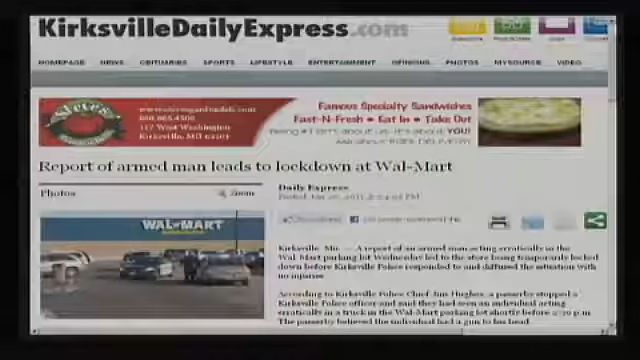 KirksvilleDailyExpress.com
HOMEPAGE NEWS OBITUARIES SPORTS LIFESTYLE ENTERTAINMENT OPINIONS PHOTOS MYSOURCE VIDEO
Steve's
117 West Washington
Kirksville, MO 63501
Famous Specialty Sandwiches
Fast-N-Fresh • Eat In • Take Out
YOU!
Report of armed man leads to lockdown at Wal-Mart
Photos Zoom
Daily Express
WAL-MART
Kirksville, Mo. — A report of an armed man acting erratically in the
Wal-Mart parking lot Wednesday led to the store being temporarily locked
down before Kirksville Police responded to and diffused the situation with
no injuries
According to Kirksville Police Chief Jim Hughes, a passerby stopped a
Kirksville Police officer and said they had seen an individual acting
erratically in a truck in the Wal-Mart parking lot shortly before
The passerby believed the individual had a gun to his head.